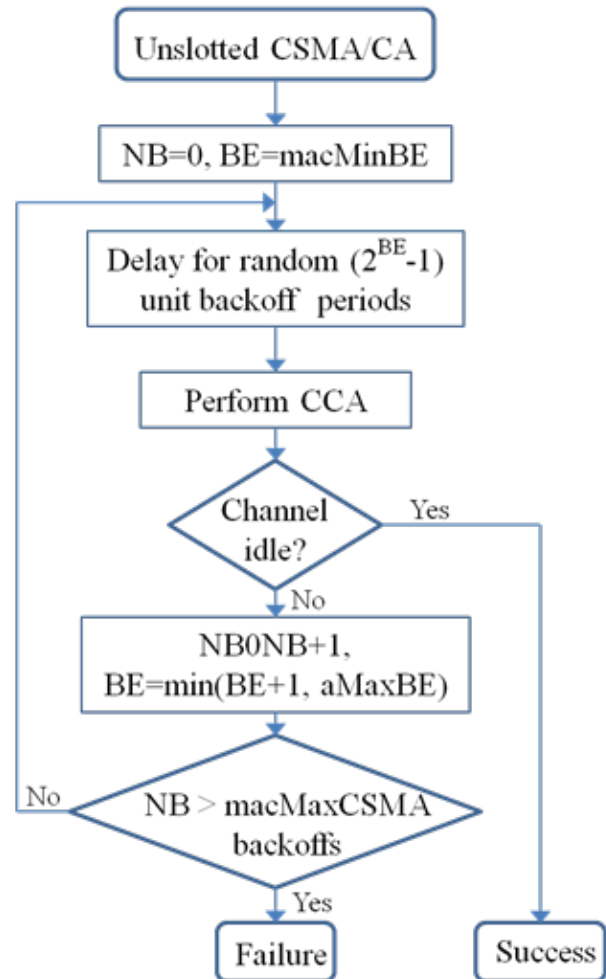 Unslotted CSMA/CA
NB=0, BE=macMinBE
Delay for random (2^BE-1)
unit backoff periods
Perform CCA
Channel
idle?
Yes
No
NB0NB+1,
BE=min(BE+1, aMaxBE)
No
NB > macMaxCSMA
backoffs
Yes
Failure
Success